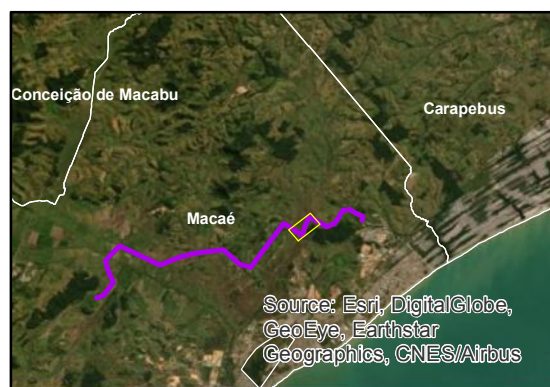 Conceição de Macabu
Carapebus
Macaé
Source: Esri, DigitalGlobe,
GeoEye, Earthstar
Geographics, CNES/Airbus